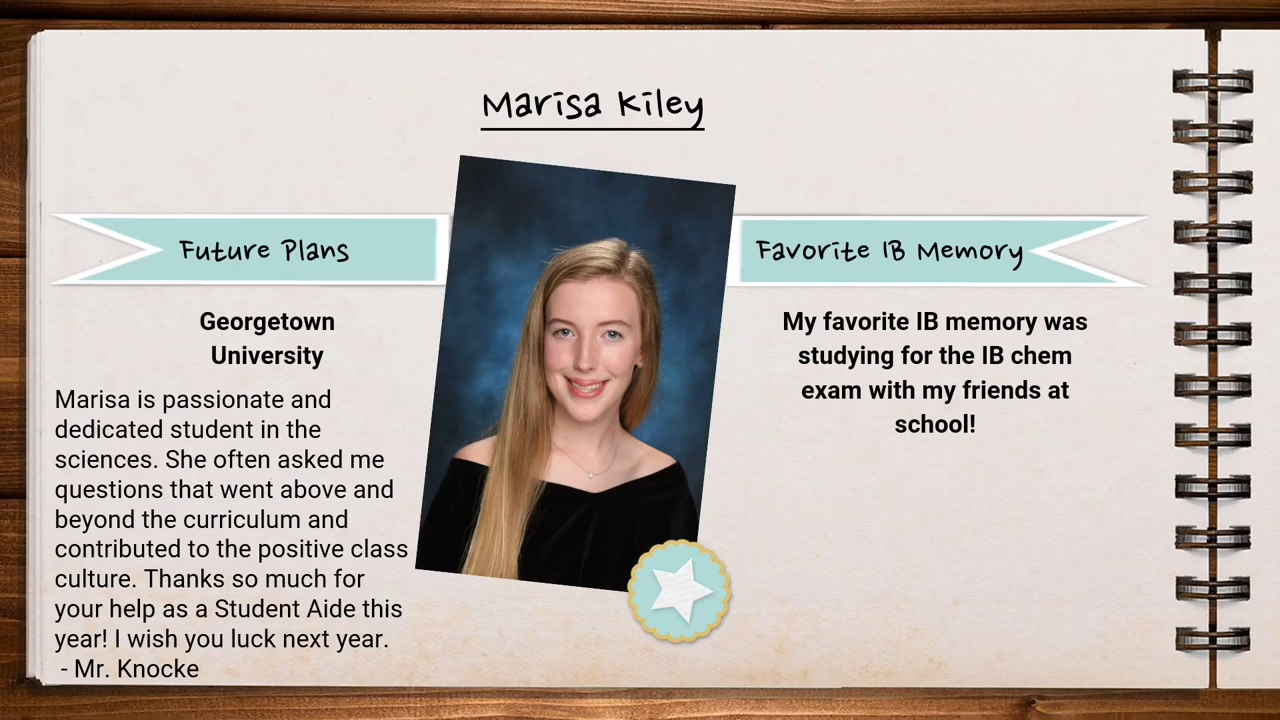 Marisa Kiley
Future Plans
Georgetown
University
Marisa is passionate and
dedicated student in the
sciences. She often asked me
questions that went above and
beyond the curriculum and
contributed to the positive class
culture. Thanks so much for
your help as a Student Aide this
year! I wish you luck next year.
- Mr. Knocke
Favorite IB Memory
My favorite IB memory was
studying for the IB chem
exam with my friends at
school!